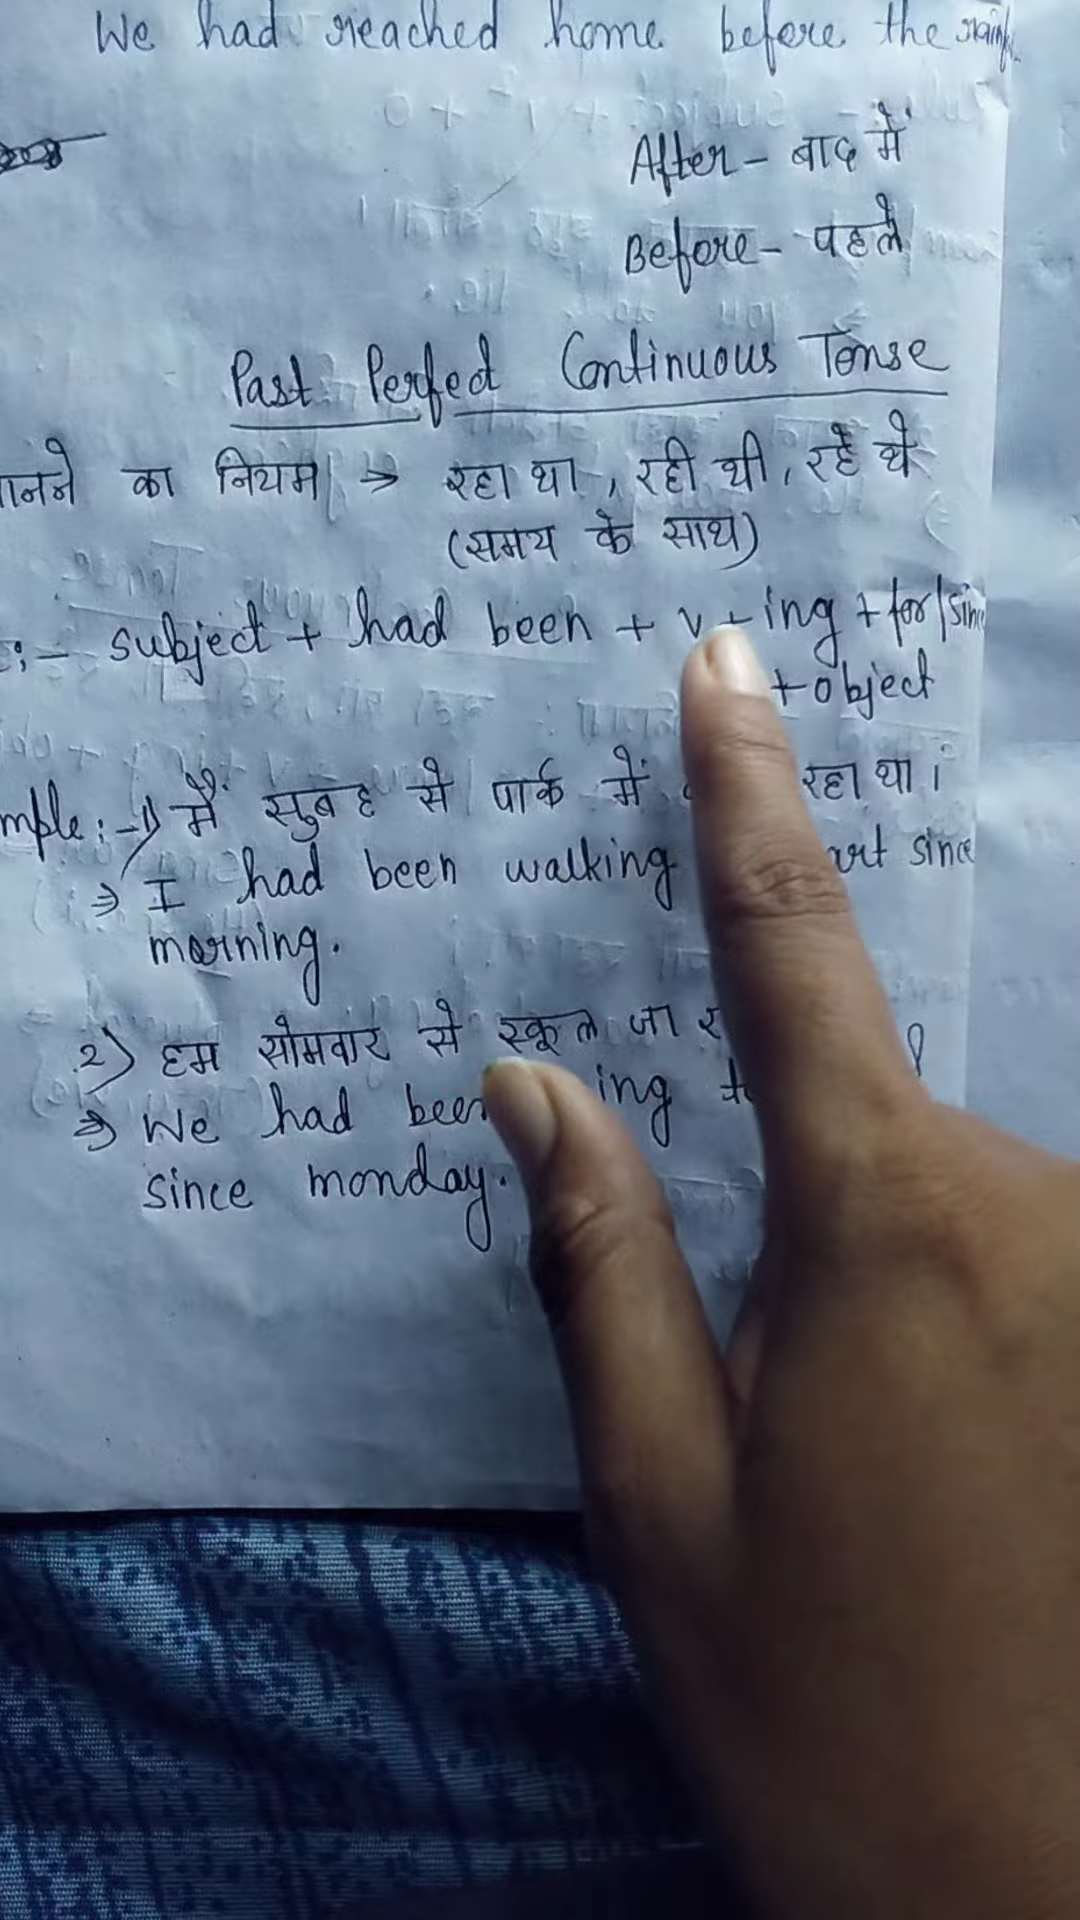 We had reached home before the
After - बाद में
Before - पहले
Past Perfect Continuous Tense
का नियम → रहा था, रही थी, रहे थे
(समय के साथ)
:- subject + had been + v + ing + for/since
+ object
:- 1) मैं सुबह से पार्क में रहा था।
⇒ I had been walking since
morning.
2) हम सोमवार से स्कूल जा
⇒ We had been
since monday.